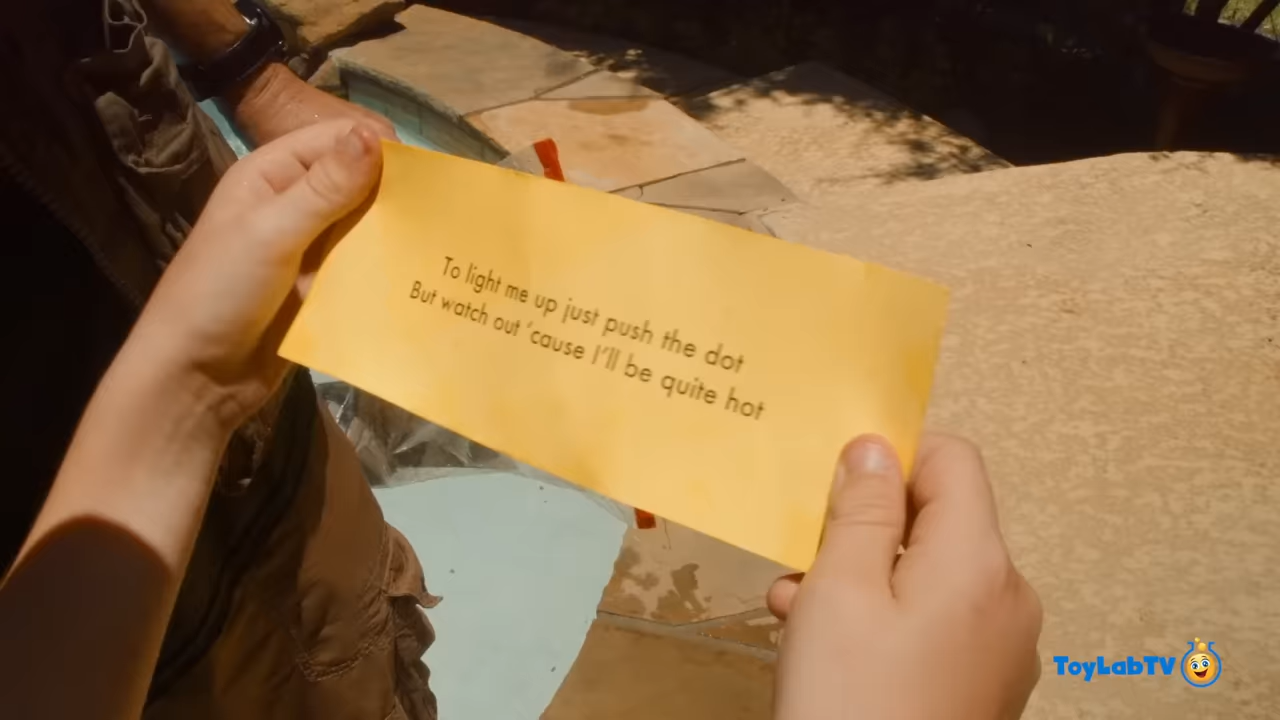 To light me up just push the dot
But watch out ‘cause I'll be quite hot
ToyLabTV